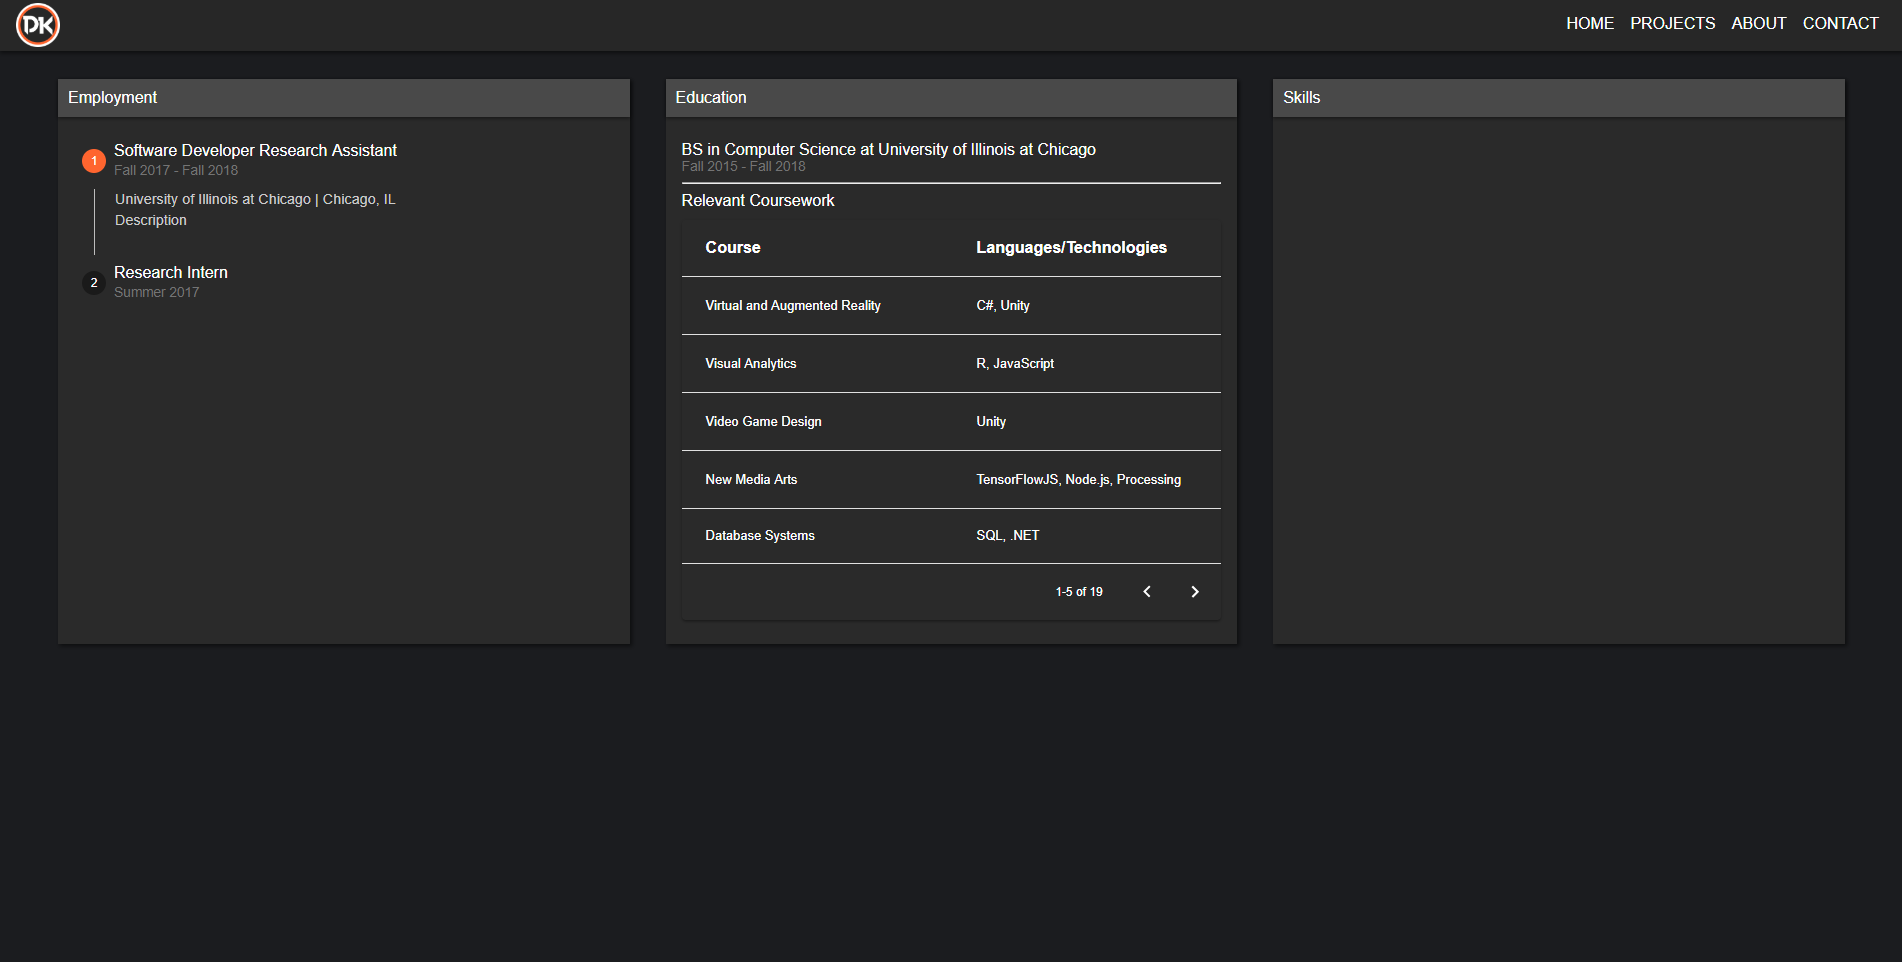 DK
HOME PROJECTS ABOUT CONTACT
Employment
1
Software Developer Research Assistant
Fall 2017 - Fall 2018
University of Illinois at Chicago | Chicago, IL
Description
2
Research Intern
Summer 2017
Education
BS in Computer Science at University of Illinois at Chicago
Fall 2015 - Fall 2018
Relevant Coursework
Course Languages/Technologies
Virtual and Augmented Reality C#, Unity
Visual Analytics R, JavaScript
Video Game Design Unity
New Media Arts TensorFlowJS, Node.js, Processing
Database Systems SQL, .NET
1-5 of 19
Skills